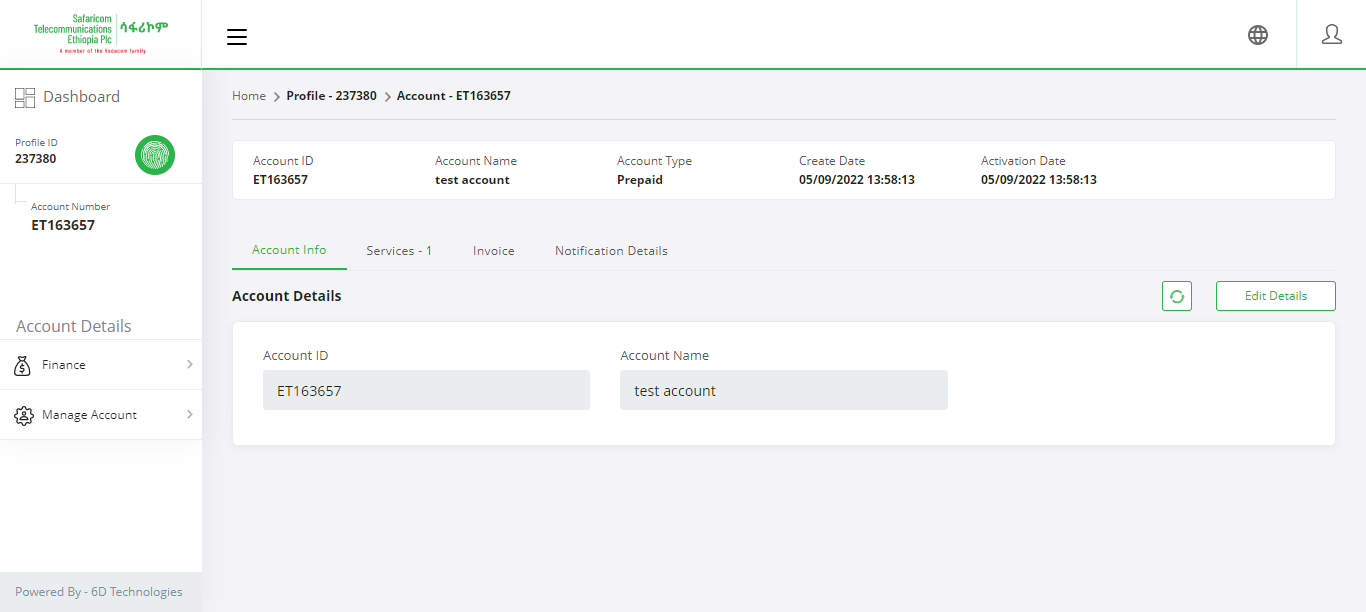 Safaricom
Telecommunications
Ethiopia Plc
ሳፋሪኮም
A member of the Vodacom family
Dashboard
Profile ID
237380
Account Number
ET163657
Account Details
Finance
Manage Account
Powered By - 6D Technologies
Home > Profile - 237380 > Account - ET163657
Account ID Account Name Account Type Create Date Activation Date
ET163657 test account Prepaid 05/09/2022 13:58:13 05/09/2022 13:58:13
Account Info Services - 1 Invoice Notification Details
Account Details Edit Details
Account ID Account Name
ET163657 test account